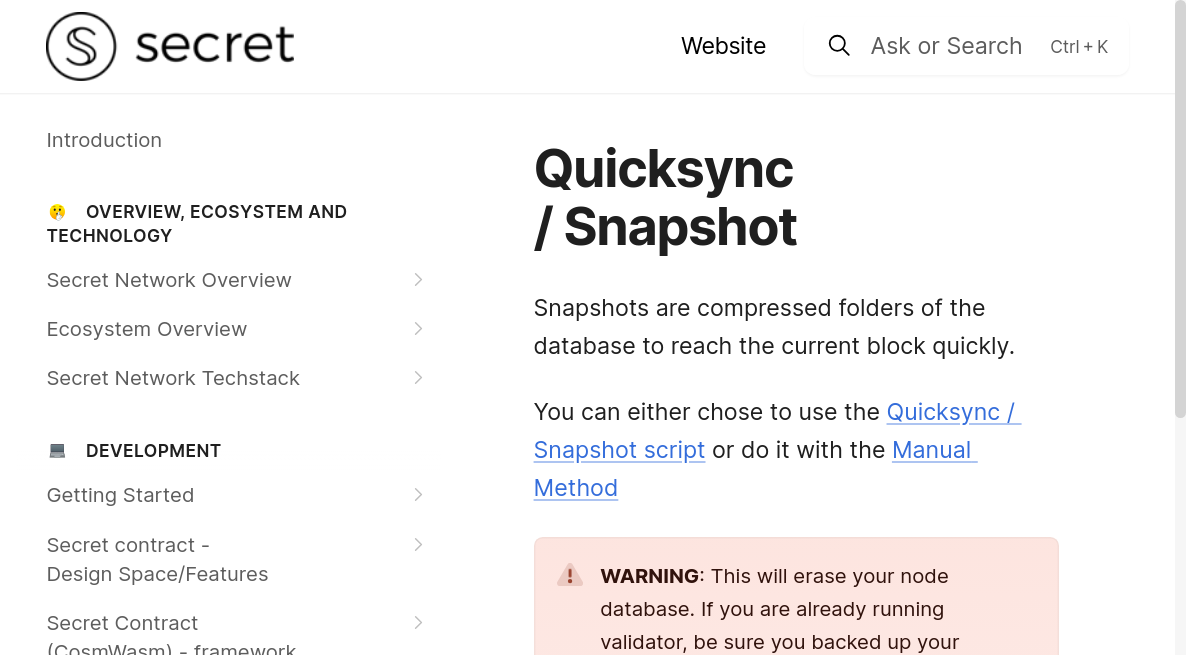 secret
Website
Ask or Search
Ctrl + K
Introduction
OVERVIEW, ECOSYSTEM AND
TECHNOLOGY
Secret Network Overview
Ecosystem Overview
Secret Network Techstack
DEVELOPMENT
Getting Started
Secret contract -
Design Space/Features
Secret Contract
(CosmWasm) - framework
Quicksync
/ Snapshot
Snapshots are compressed folders of the
database to reach the current block quickly.
You can either chose to use the Quicksync /
Snapshot script or do it with the Manual
Method
WARNING: This will erase your node
database. If you are already running
validator, be sure you backed up your